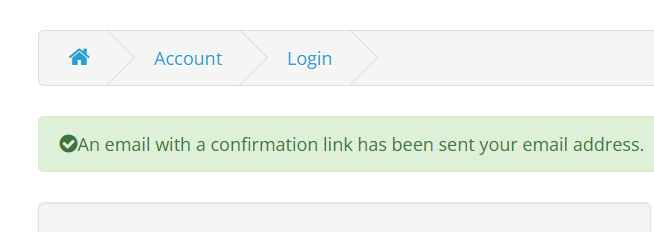 Account Login
An email with a confirmation link has been sent your email address.